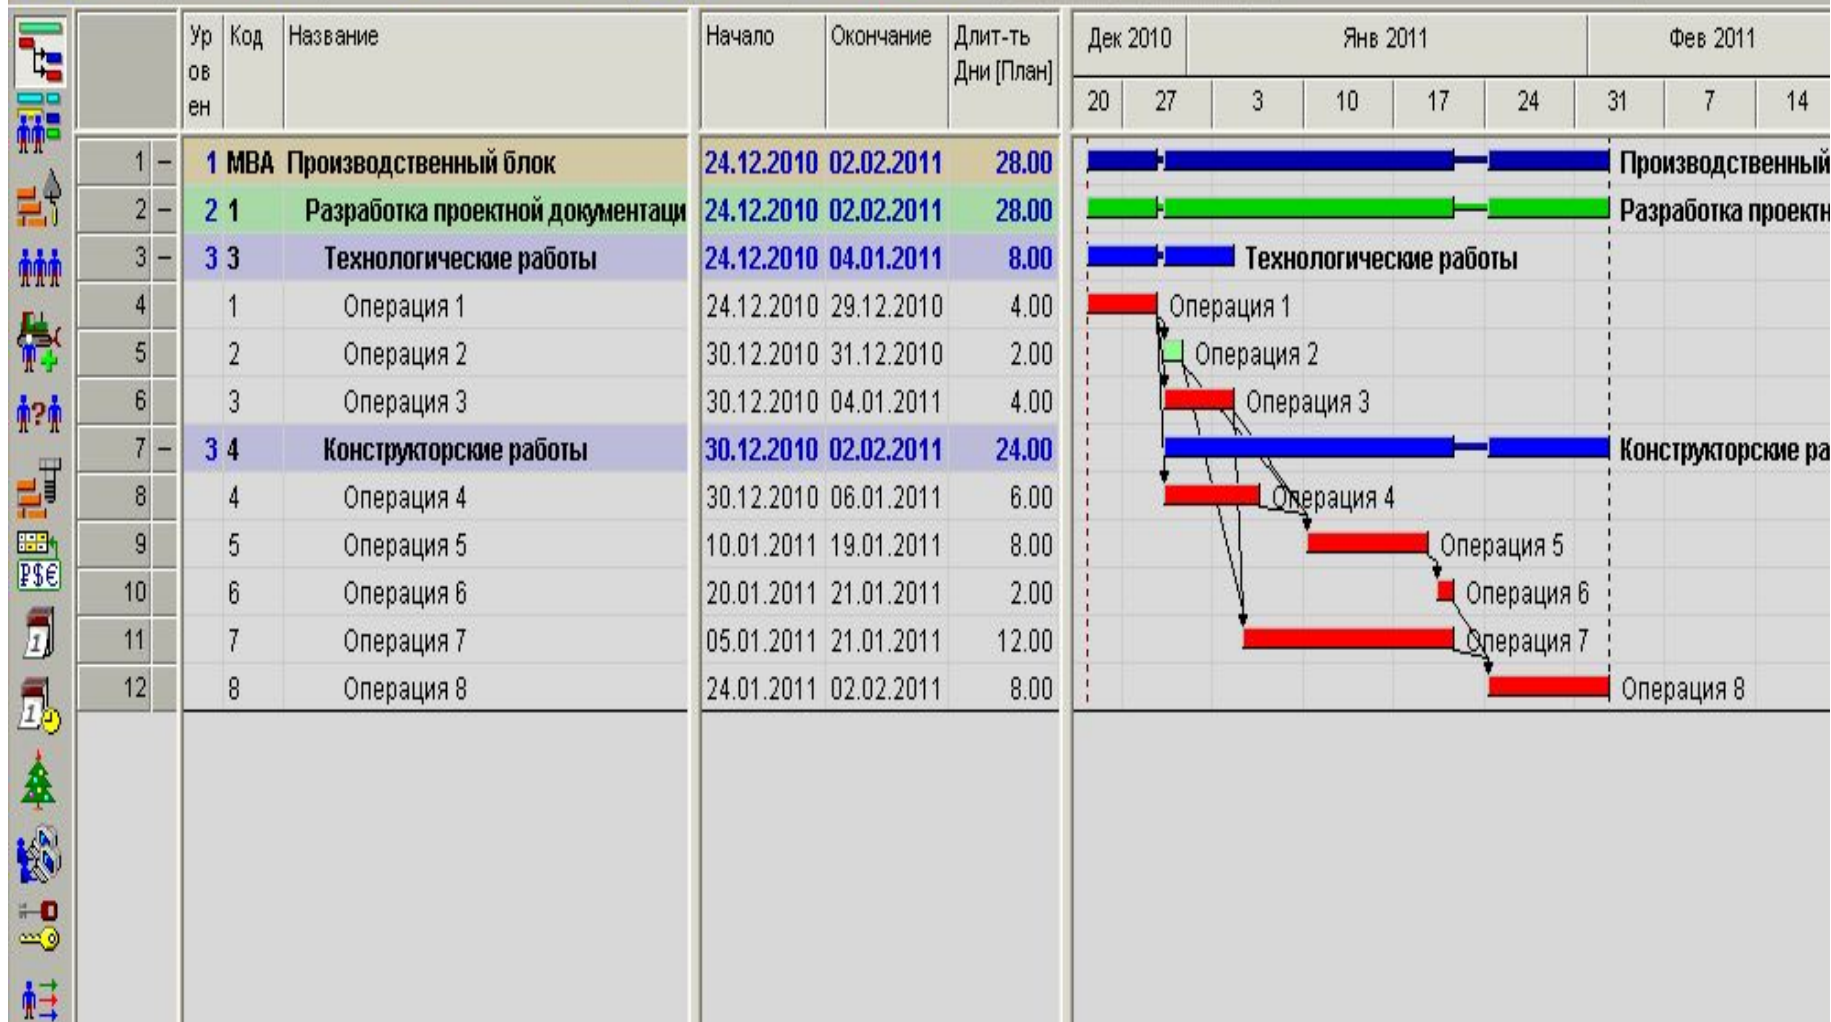 Ур ов ен Код Название Начало Окончание Длит-ть Дни [План] Дек 2010 Янв 2011 Фев 2011
20 27 3 10 17 24 31 7 14
1 – 1 МВА Производственный блок 24.12.2010 02.02.2011 28.00 Производственный
2 – 2 1 Разработка проектной документаци 24.12.2010 02.02.2011 28.00 Разработка проектн
3 – 3 3 Технологические работы 24.12.2010 04.01.2011 8.00 Технологические работы
4 1 Операция 1 24.12.2010 29.12.2010 4.00 Операция 1
5 2 Операция 2 30.12.2010 31.12.2010 2.00 Операция 2
6 3 Операция 3 30.12.2010 04.01.2011 4.00 Операция 3
7 – 3 4 Конструкторские работы 30.12.2010 02.02.2011 24.00 Конструкторские ра
8 4 Операция 4 30.12.2010 06.01.2011 6.00 Операция 4
9 5 Операция 5 10.01.2011 19.01.2011 8.00 Операция 5
10 6 Операция 6 20.01.2011 21.01.2011 2.00 Операция 6
11 7 Операция 7 05.01.2011 21.01.2011 12.00 Операция 7
12 8 Операция 8 24.01.2011 02.02.2011 8.00 Операция 8
?
₽$€
1
1